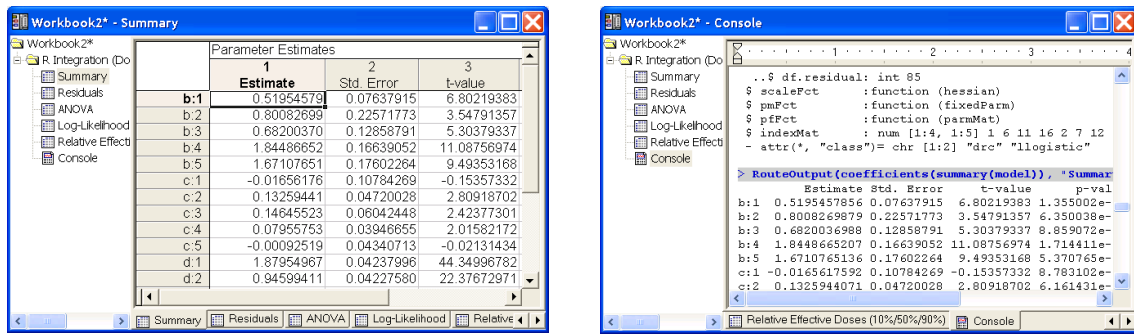 Workbook2* - Summary
Workbook2*
R Integration (Do
Summary
Residuals
ANOVA
Log-Likelihood
Relative Effecti
Console
Parameter Estimates
1 2 3
Estimate Std. Error t-value
b:1 0.51954579 0.07637915 6.80219383
b:2 0.80082699 0.22571773 3.54791357
b:3 0.68200370 0.12858791 5.30379337
b:4 1.84486652 0.16639052 11.08756974
b:5 1.67107651 0.17602264 9.49353168
c:1 -0.01656176 0.10784269 -0.15357332
c:2 0.13259441 0.04720028 2.80918702
c:3 0.14645523 0.06042448 2.42377301
c:4 0.07955753 0.03946655 2.01582172
c:5 -0.00092519 0.04340713 -0.02131434
d:1 1.87954967 0.04237996 44.34996782
d:2 0.94599411 0.04227580 22.37672971
Summary Residuals ANOVA Log-Likelihood Relative
Workbook2* - Console
Workbook2*
R Integration (Do
Summary
Residuals
ANOVA
Log-Likelihood
Relative Effecti
Console
1 2 3 4
..$ df.residual: int 85
$ scaleFct :function (hessian)
$ pmFct :function (fixedParm)
$ pfFct :function (parmMat)
$ indexMat : num [1:4, 1:5] 1 6 11 16 2 7 12
- attr(*, "class")= chr [1:2] "drc" "llogistic"
> RouteOutput(coefficients(summary(model)), "Summar
Estimate Std. Error t-value p-val
b:1 0.5195457856 0.07637915 6.80219383 1.355002e-
b:2 0.8008269879 0.22571773 3.54791357 6.350038e-
b:3 0.6820036988 0.12858791 5.30379337 8.859072e-
b:4 1.8448665207 0.16639052 11.08756974 1.714411e-
b:5 1.6710765136 0.17602264 9.49353168 5.370765e-
c:1 -0.0165617592 0.10784269 -0.15357332 8.783102e-
c:2 0.1325944071 0.04720028 2.80918702 6.161431e-
Relative Effective Doses (10%/50%/90%) Console